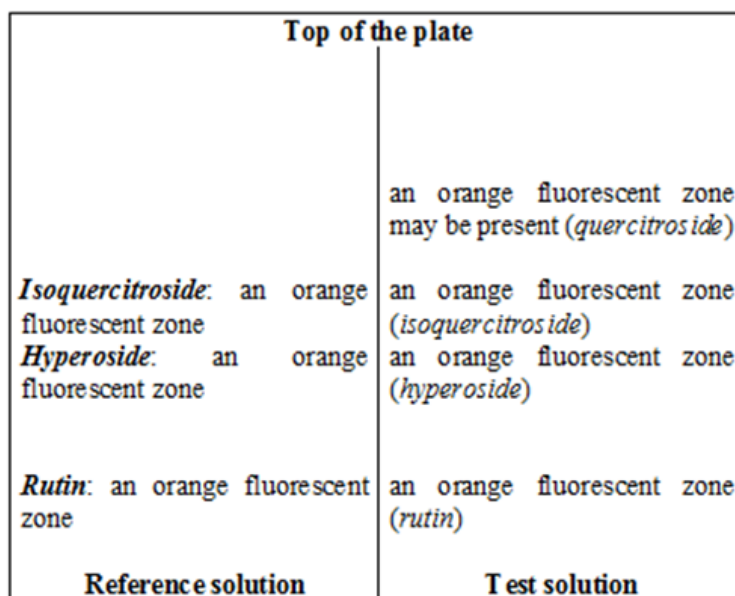 Top of the plate
an orange fluorescent zone
may be present (quercitroside)
Isoquercitroside: an orange
fluorescent zone
an orange fluorescent zone
(isoquercitroside)
Hyperoside: an orange
fluorescent zone
an orange fluorescent zone
(hyperoside)
Rutin: an orange fluorescent
zone
an orange fluorescent zone
(rutin)
Reference solution
Test solution